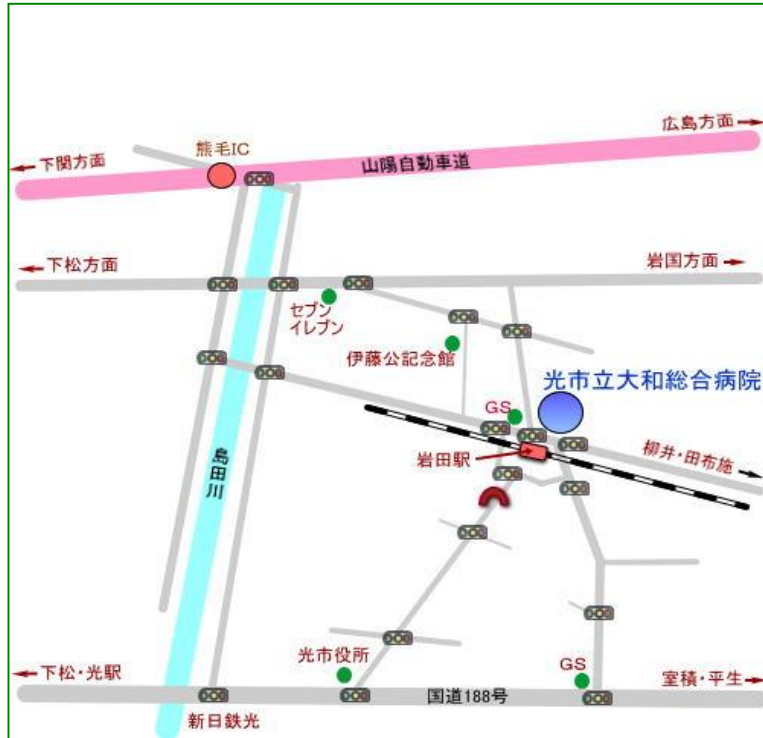 広島方面
熊毛IC
下関方面
山陽自動車道
下松方面
岩国方面
セブン
イレブン
伊藤公記念館
光市立大和総合病院
GS
岩田駅
柳井・田布施
島田川
光市役所
GS
下松・光駅
室積・平生
国道188号
新日鉄光